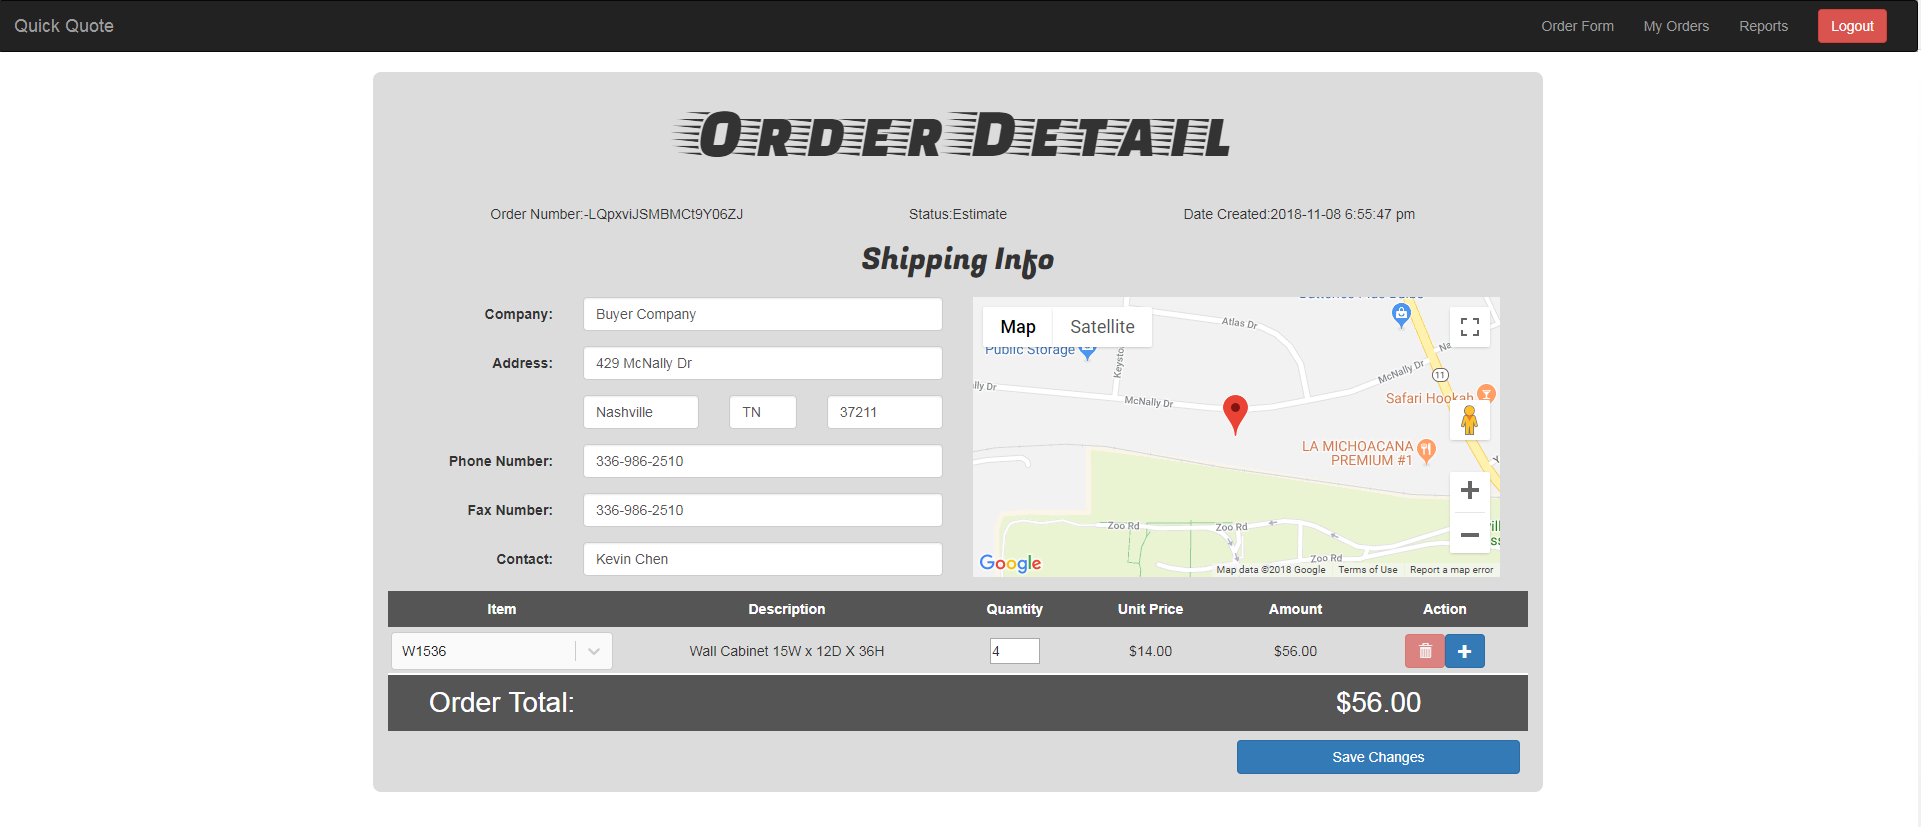 Quick Quote
Order Form
My Orders
Reports
Logout
Order Detail
Order Number:-LQpxviJSMBMCt9Y06ZJ
Status:Estimate
Date Created:2018-11-08 6:55:47 pm
Shipping Info
Company:
Buyer Company
Address:
429 McNally Dr
Nashville
TN
37211
Phone Number:
336-986-2510
Fax Number:
336-986-2510
Contact:
Kevin Chen
Map
Satellite
Atlas Dr
Public Storage
McNally Dr
11
Safari Hookah
McNally Dr
LA MICHOACANA
PREMIUM #1
Zoo Rd
Zoo Rd
Zoo Rd
Google
Map data ©2018 Google
Terms of Use
Report a map error
Item
Description
Quantity
Unit Price
Amount
Action
W1536
Wall Cabinet 15W x 12D X 36H
4
$14.00
$56.00
Order Total:
$56.00
Save Changes